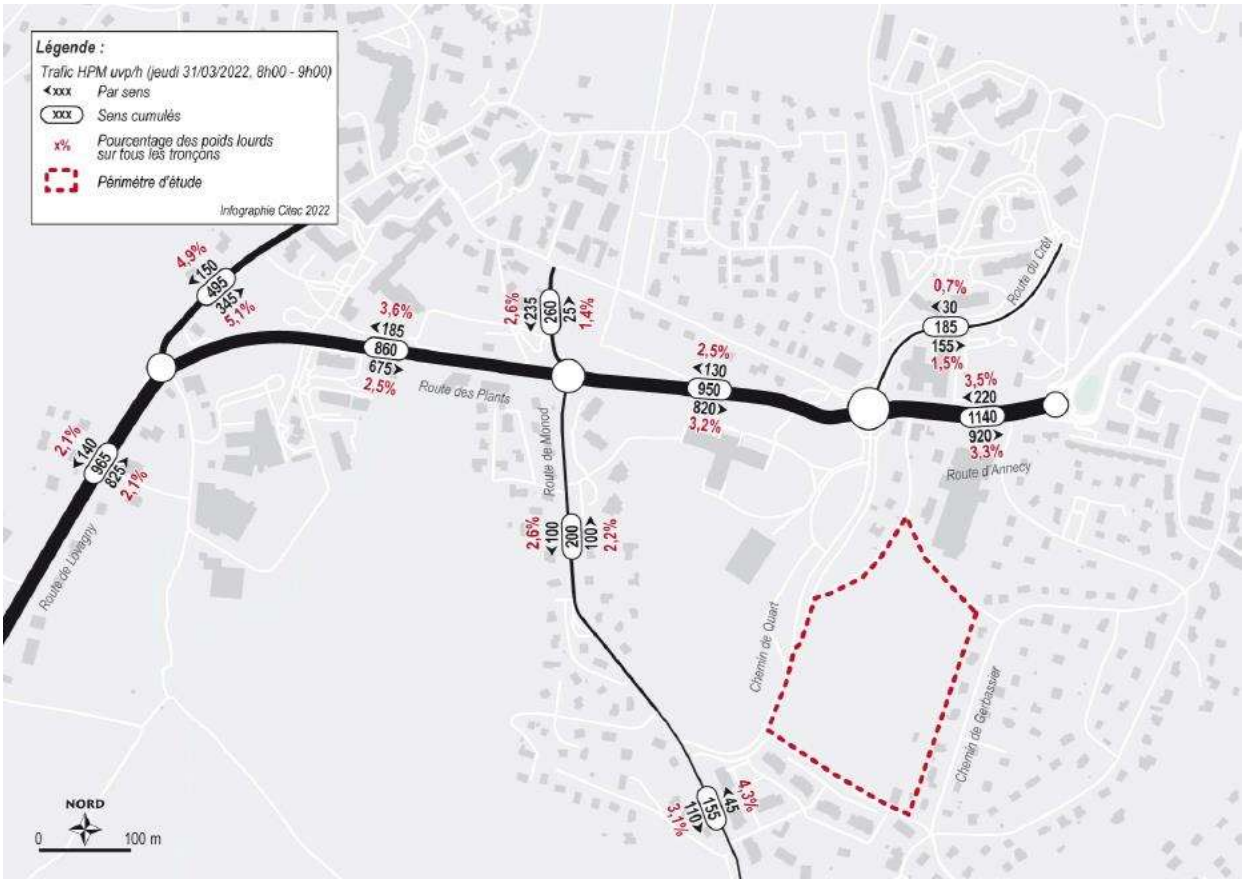 Légende :
Trafic HPM uvp/h (jeudi 31/03/2022, 8h00 - 9h00)
◄xxx Par sens
xxx Sens cumulés
x% Pourcentage des poids lourds
sur tous les tronçons
Périmètre d'étude
Infographie Citec 2022
4,9%
◄150
495
345►
5,1%
3,6%
◄185
860
675►
2,5%
Route des Plants
2,6%
◄235
260
25►
1,4%
2,5%
◄130
950
820►
3,2%
0,7%
◄30
185
155►
1,5%
Route du Crêt
3,5%
◄220
1140
920►
3,3%
Route d'Annecy
2,1%
◄140
965
825►
2,1%
Route de Lovagny
Route de Monod
2,6%
◄100
200
100►
2,2%
Chemin de Quart
Chemin de Gerbassier
4,3%
◄45
155
110►
3,1%
NORD
0 100 m